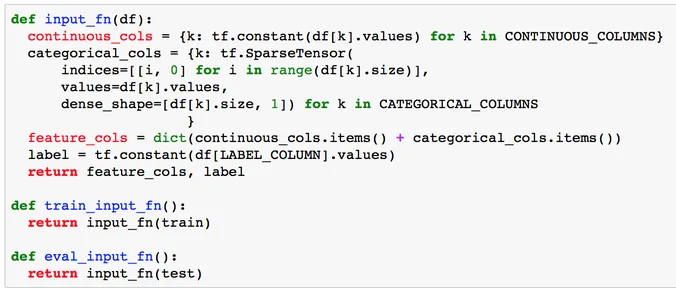 def input_fn(df):
  continuous_cols = {k: tf.constant(df[k].values) for k in CONTINUOUS_COLUMNS}
  categorical_cols = {k: tf.SparseTensor(
      indices=[[i, 0] for i in range(df[k].size)],
      values=df[k].values,
      dense_shape=[df[k].size, 1]) for k in CATEGORICAL_COLUMNS
                     }
  feature_cols = dict(continuous_cols.items() + categorical_cols.items())
  label = tf.constant(df[LABEL_COLUMN].values)
  return feature_cols, label

def train_input_fn():
  return input_fn(train)

def eval_input_fn():
  return input_fn(test)